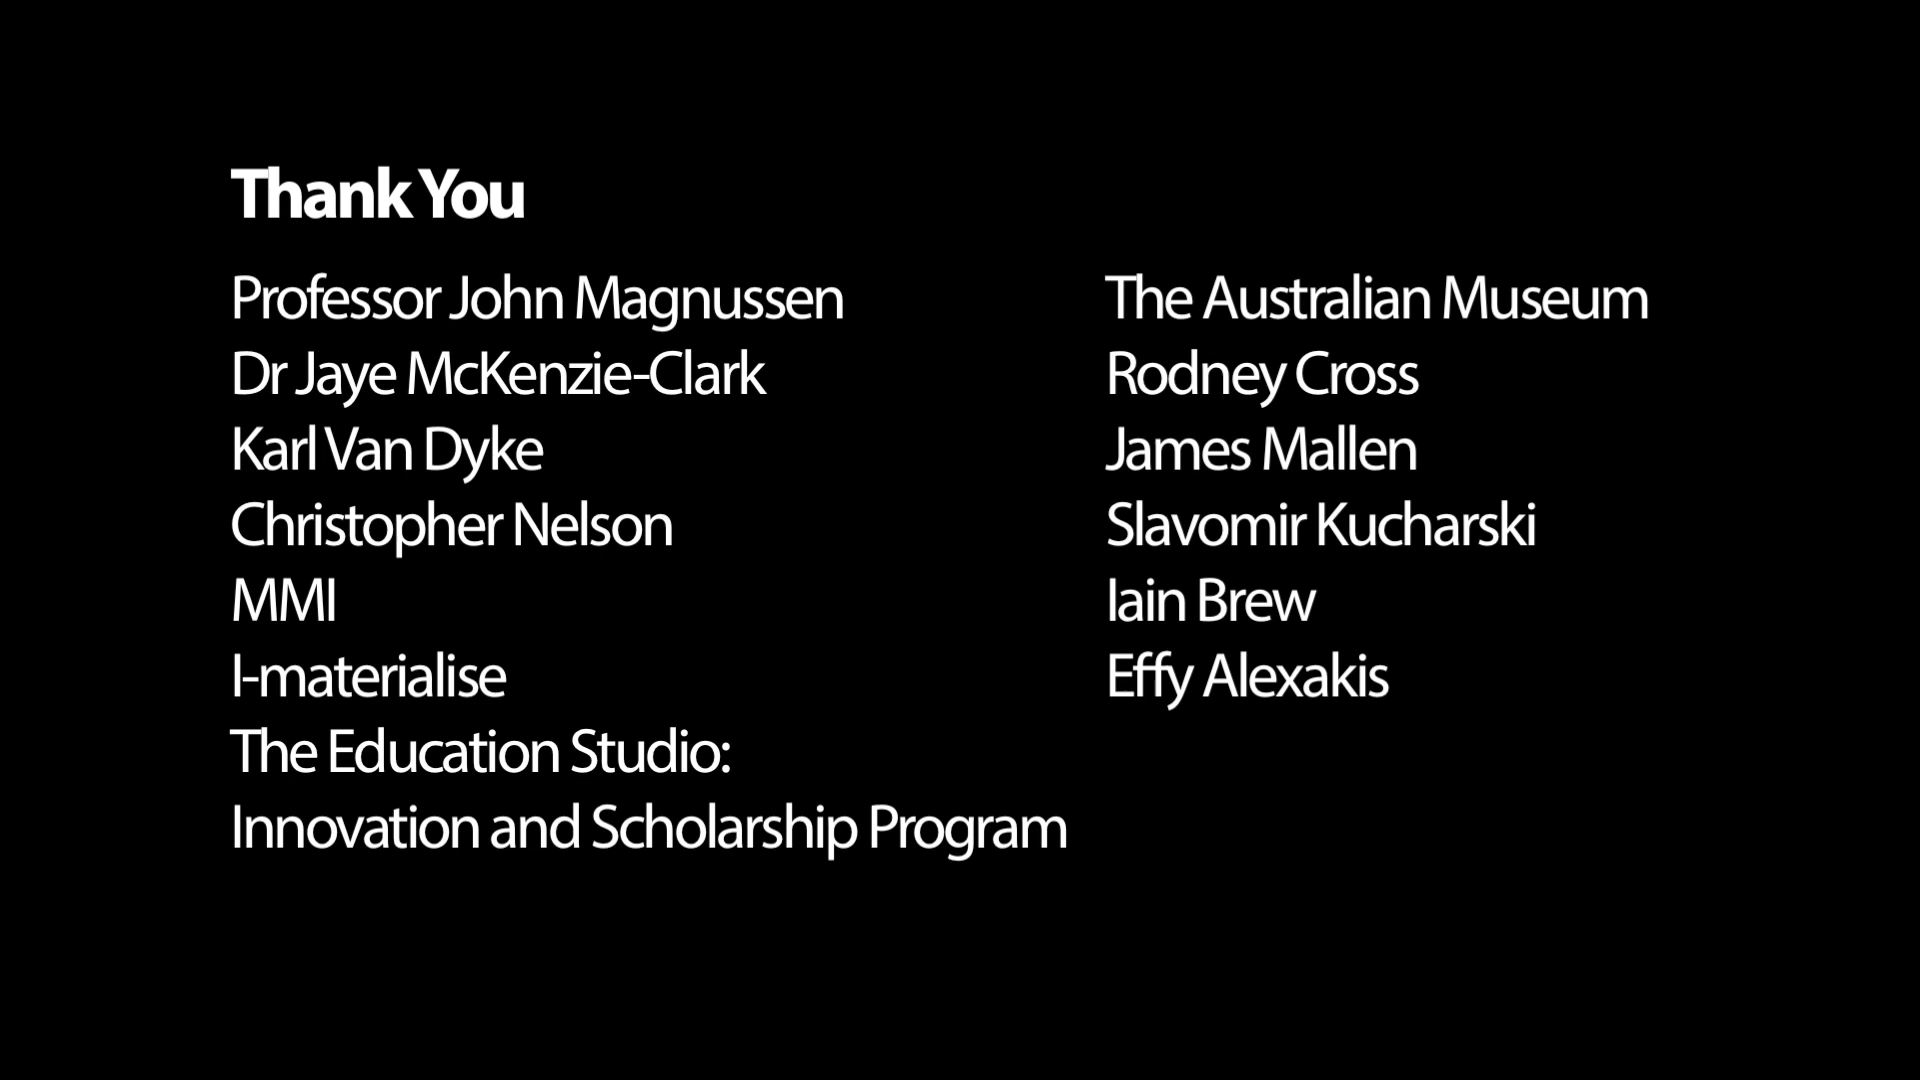 Thank You
Professor John Magnussen
Dr Jaye McKenzie-Clark
Karl Van Dyke
Christopher Nelson
MMI
I-materialise
The Education Studio:
Innovation and Scholarship Program
The Australian Museum
Rodney Cross
James Mallen
Slavomir Kucharski
Iain Brew
Effy Alexakis